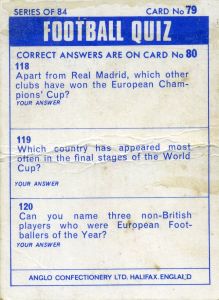 SERIES OF 84 CARD No 79
FOOTBALL QUIZ
CORRECT ANSWERS ARE ON CARD No 80
118
Apart from Real Madrid, which other
clubs have won the European Cham-
pions' Cup?
YOUR ANSWER
119
Which country has appeared most
often in the final stages of the World
Cup?
YOUR ANSWER
120
Can you name three non-British
players who were European Foot-
ballers of the Year?
YOUR ANSWER
ANGLO CONFECTIONERY LTD. HALIFAX. ENGLAND